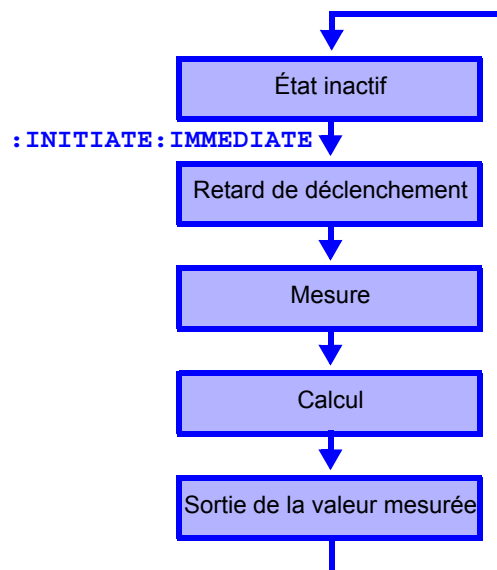 État inactif
:INITIATE:IMMEDIATE
Retard de déclenchement
Mesure
Calcul
Sortie de la valeur mesurée